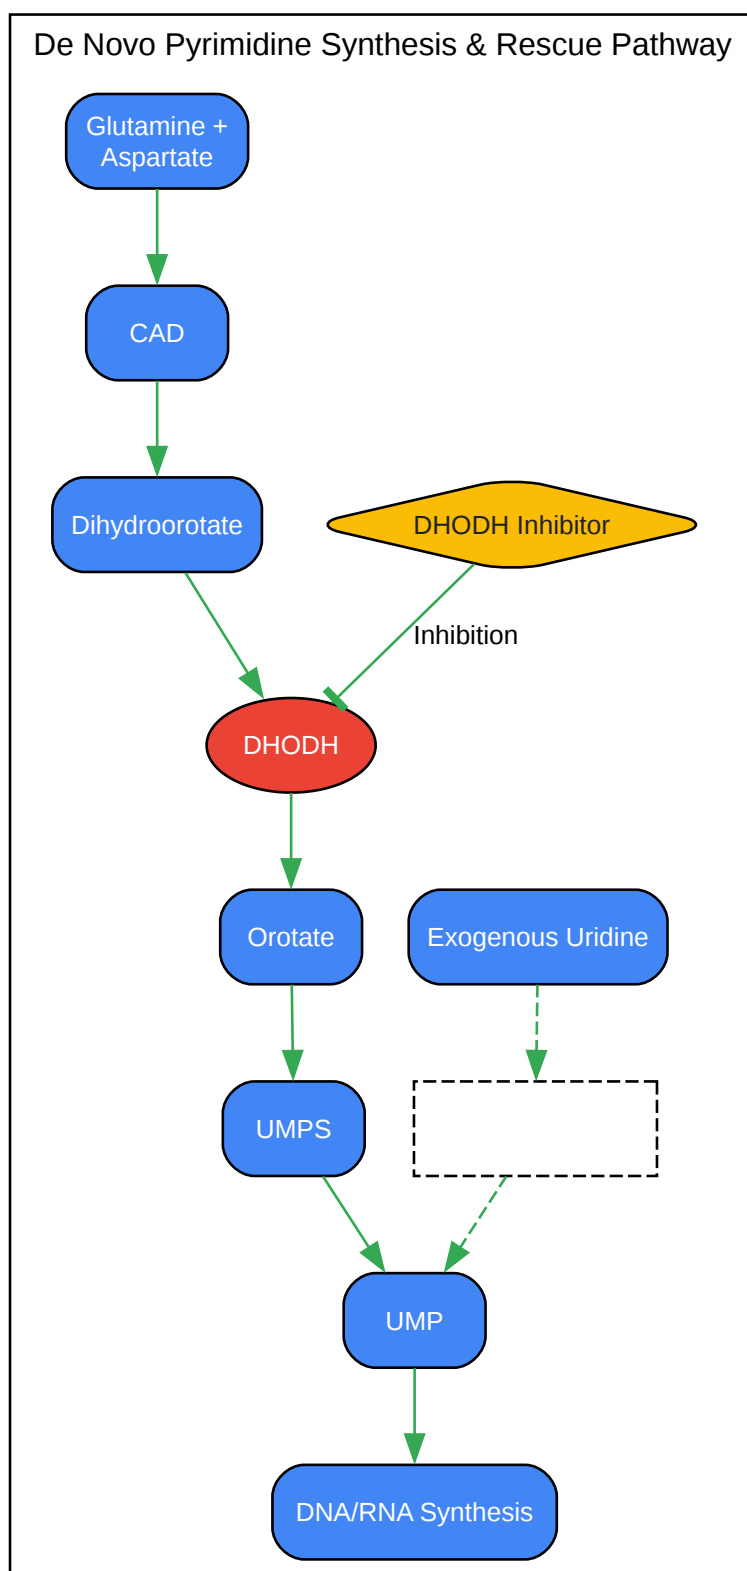 De Novo Pyrimidine Synthesis & Rescue Pathway
Glutamine +
Aspartate
CAD
Dihydroorotate
DHODH Inhibitor
Inhibition
DHODH
Orotate
Exogenous Uridine
UMPS
UMP
DNA/RNA Synthesis